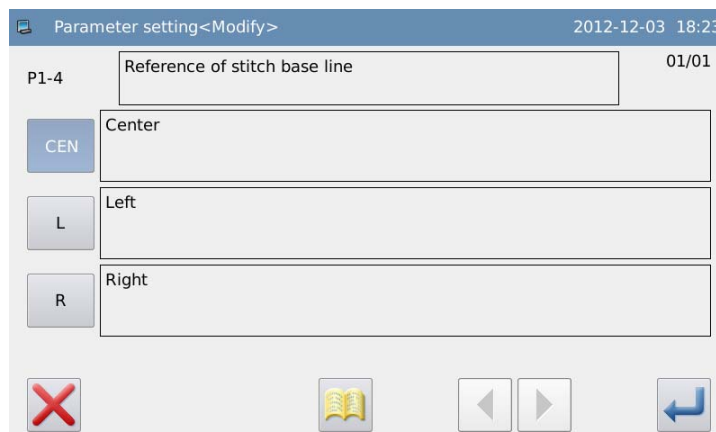 Parameter setting<Modify> 2012-12-03 18:23
P1-4 Reference of stitch base line 01/01
CEN Center
L Left
R Right